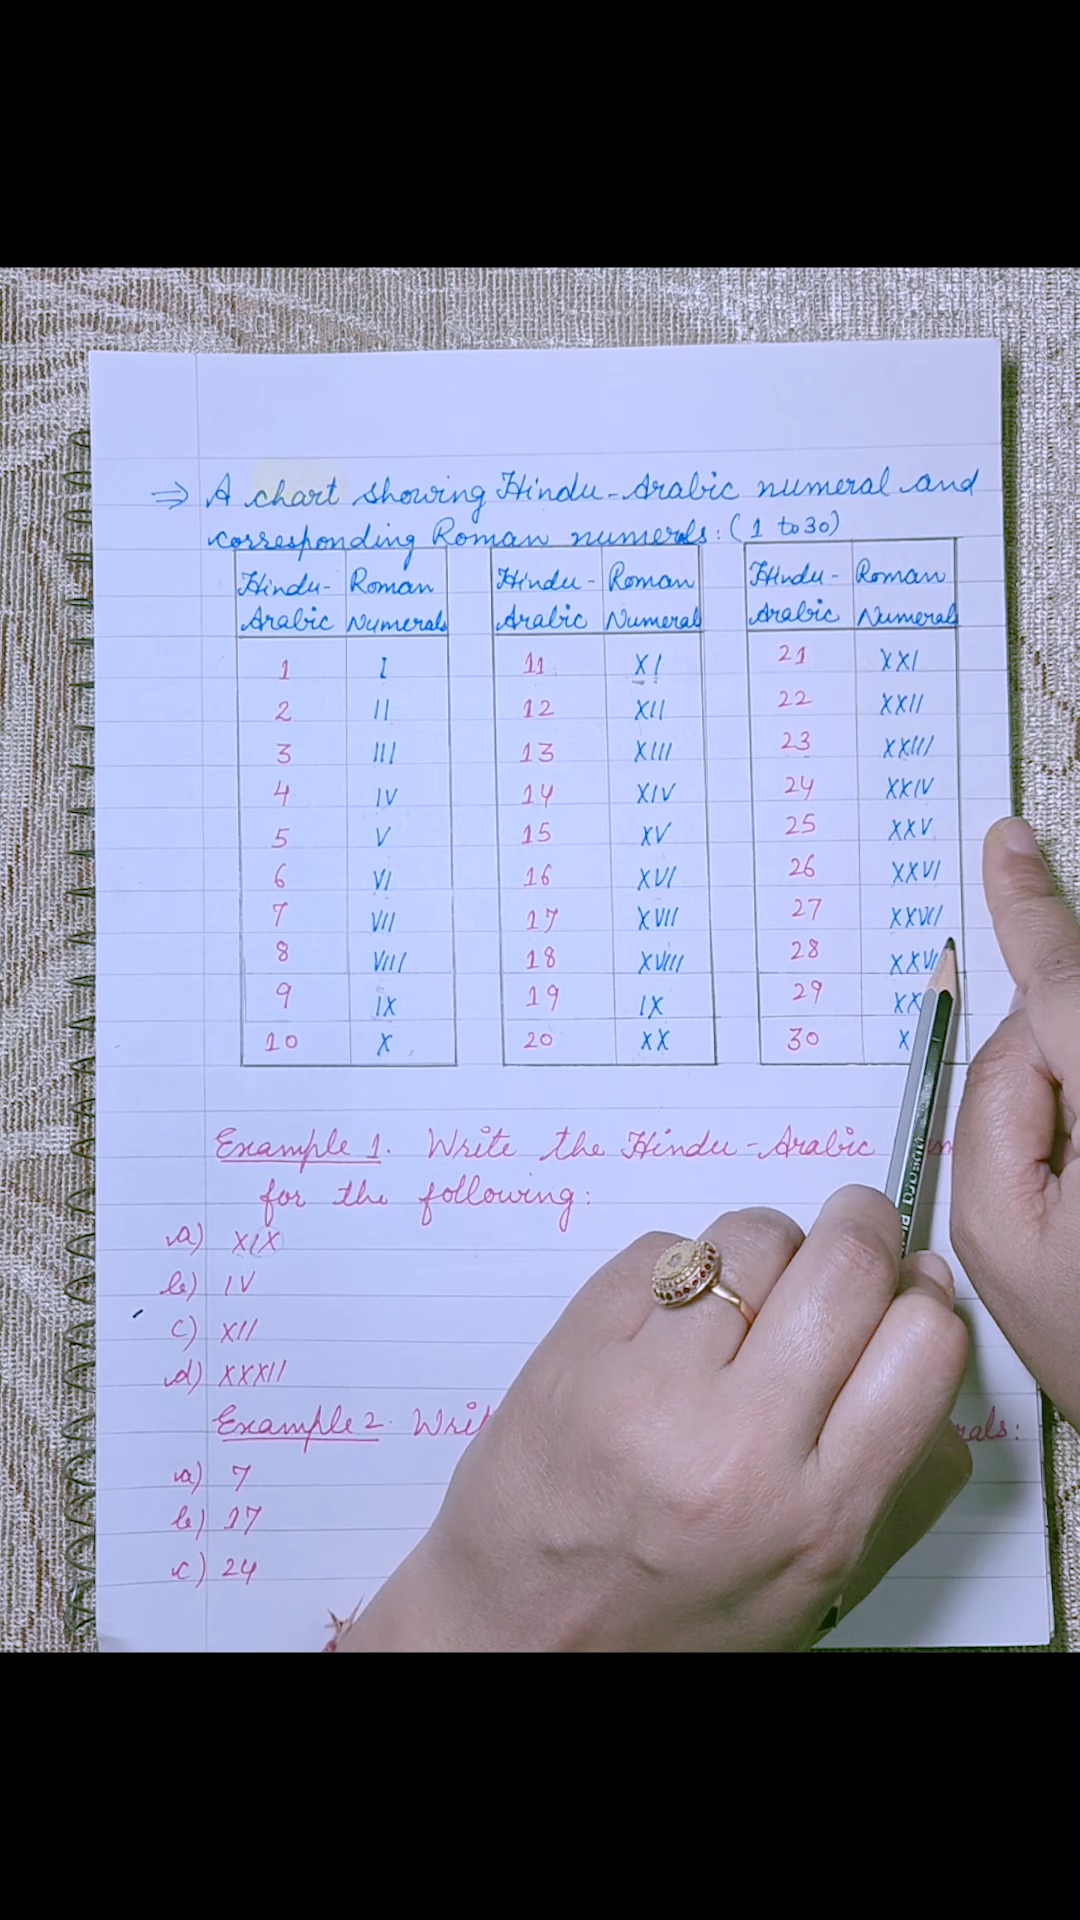 ⇒ A chart showing Hindu-Arabic numeral and
corresponding Roman numerals: (1 to 30)
Hindu- Roman Hindu- Roman Hindu- Roman
Arabic Numerals Arabic Numeral Arabic Numeral
1 I 11 XI 21 XXI
2 II 12 XII 22 XXII
3 III 13 XIII 23 XXIII
4 IV 14 XIV 24 XXIV
5 V 15 XV 25 XXV
6 VI 16 XVI 26 XXVI
7 VII 17 XVII 27 XXVII
8 VIII 18 XVIII 28
9 IX 19 IX 29
10 X 20 XX 30
Example 1. Write the Hindu-Arabic
for the following:
a) XIX
b) IV
c) XII
d) XXXII
Example 2. Write
a) 7
b) 17
c) 24